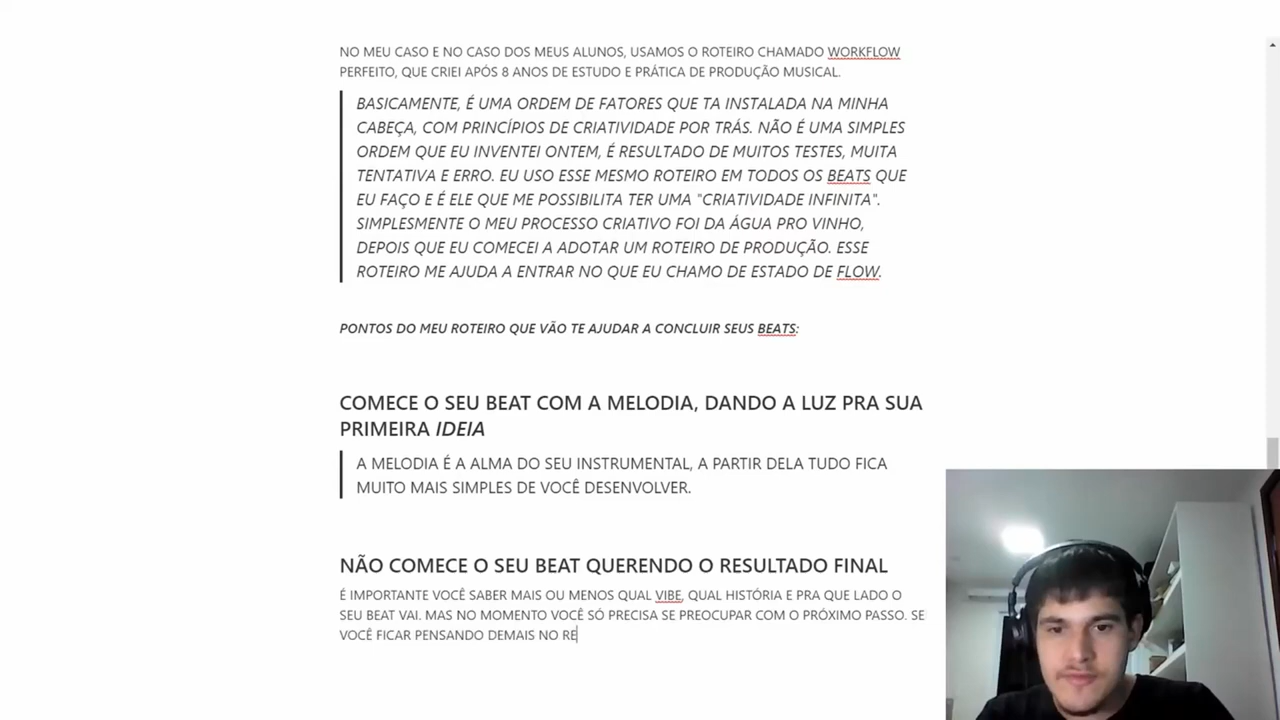 NO MEU CASO E NO CASO DOS MEUS ALUNOS, USAMOS O ROTEIRO CHAMADO WORKFLOW
PERFEITO, QUE CRIEI APÓS 8 ANOS DE ESTUDO E PRÁTICA DE PRODUÇÃO MUSICAL.
BASICAMENTE, É UMA ORDEM DE FATORES QUE TA INSTALADA NA MINHA
CABEÇA, COM PRINCÍPIOS DE CRIATIVIDADE POR TRÁS. NÃO É UMA SIMPLES
ORDEM QUE EU INVENTEI ONTEM, É RESULTADO DE MUITOS TESTES, MUITA
TENTATIVA E ERRO. EU USO ESSE MESMO ROTEIRO EM TODOS OS BEATS QUE
EU FAÇO E É ELE QUE ME POSSIBILITA TER UMA "CRIATIVIDADE INFINITA".
SIMPLESMENTE O MEU PROCESSO CRIATIVO FOI DA ÁGUA PRO VINHO,
DEPOIS QUE EU COMECEI A ADOTAR UM ROTEIRO DE PRODUÇÃO. ESSE
ROTEIRO ME AJUDA A ENTRAR NO QUE EU CHAMO DE ESTADO DE FLOW.
PONTOS DO MEU ROTEIRO QUE VÃO TE AJUDAR A CONCLUIR SEUS BEATS:
COMECE O SEU BEAT COM A MELODIA, DANDO A LUZ PRA SUA
PRIMEIRA IDEIA
A MELODIA É A ALMA DO SEU INSTRUMENTAL, A PARTIR DELA TUDO FICA
MUITO MAIS SIMPLES DE VOCÊ DESENVOLVER.
NÃO COMECE O SEU BEAT QUERENDO O RESULTADO FINAL
É IMPORTANTE VOCÊ SABER MAIS OU MENOS QUAL VIBE, QUAL HISTÓRIA E PRA QUE LADO O
SEU BEAT VAI. MAS NO MOMENTO VOCÊ SÓ PRECISA SE PREOCUPAR COM O PRÓXIMO PASSO. SE
VOCÊ FICAR PENSANDO DEMAIS NO RE